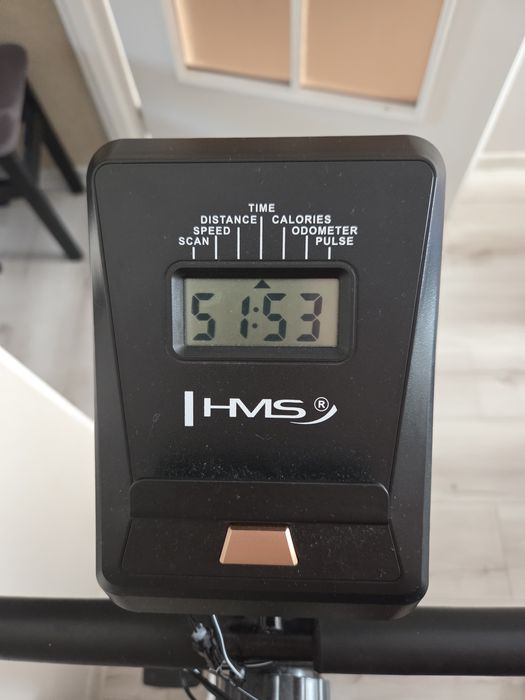 TIME
DISTANCE CALORIES
SPEED ODOMETER
SCAN PULSE
51:53
HMS ®